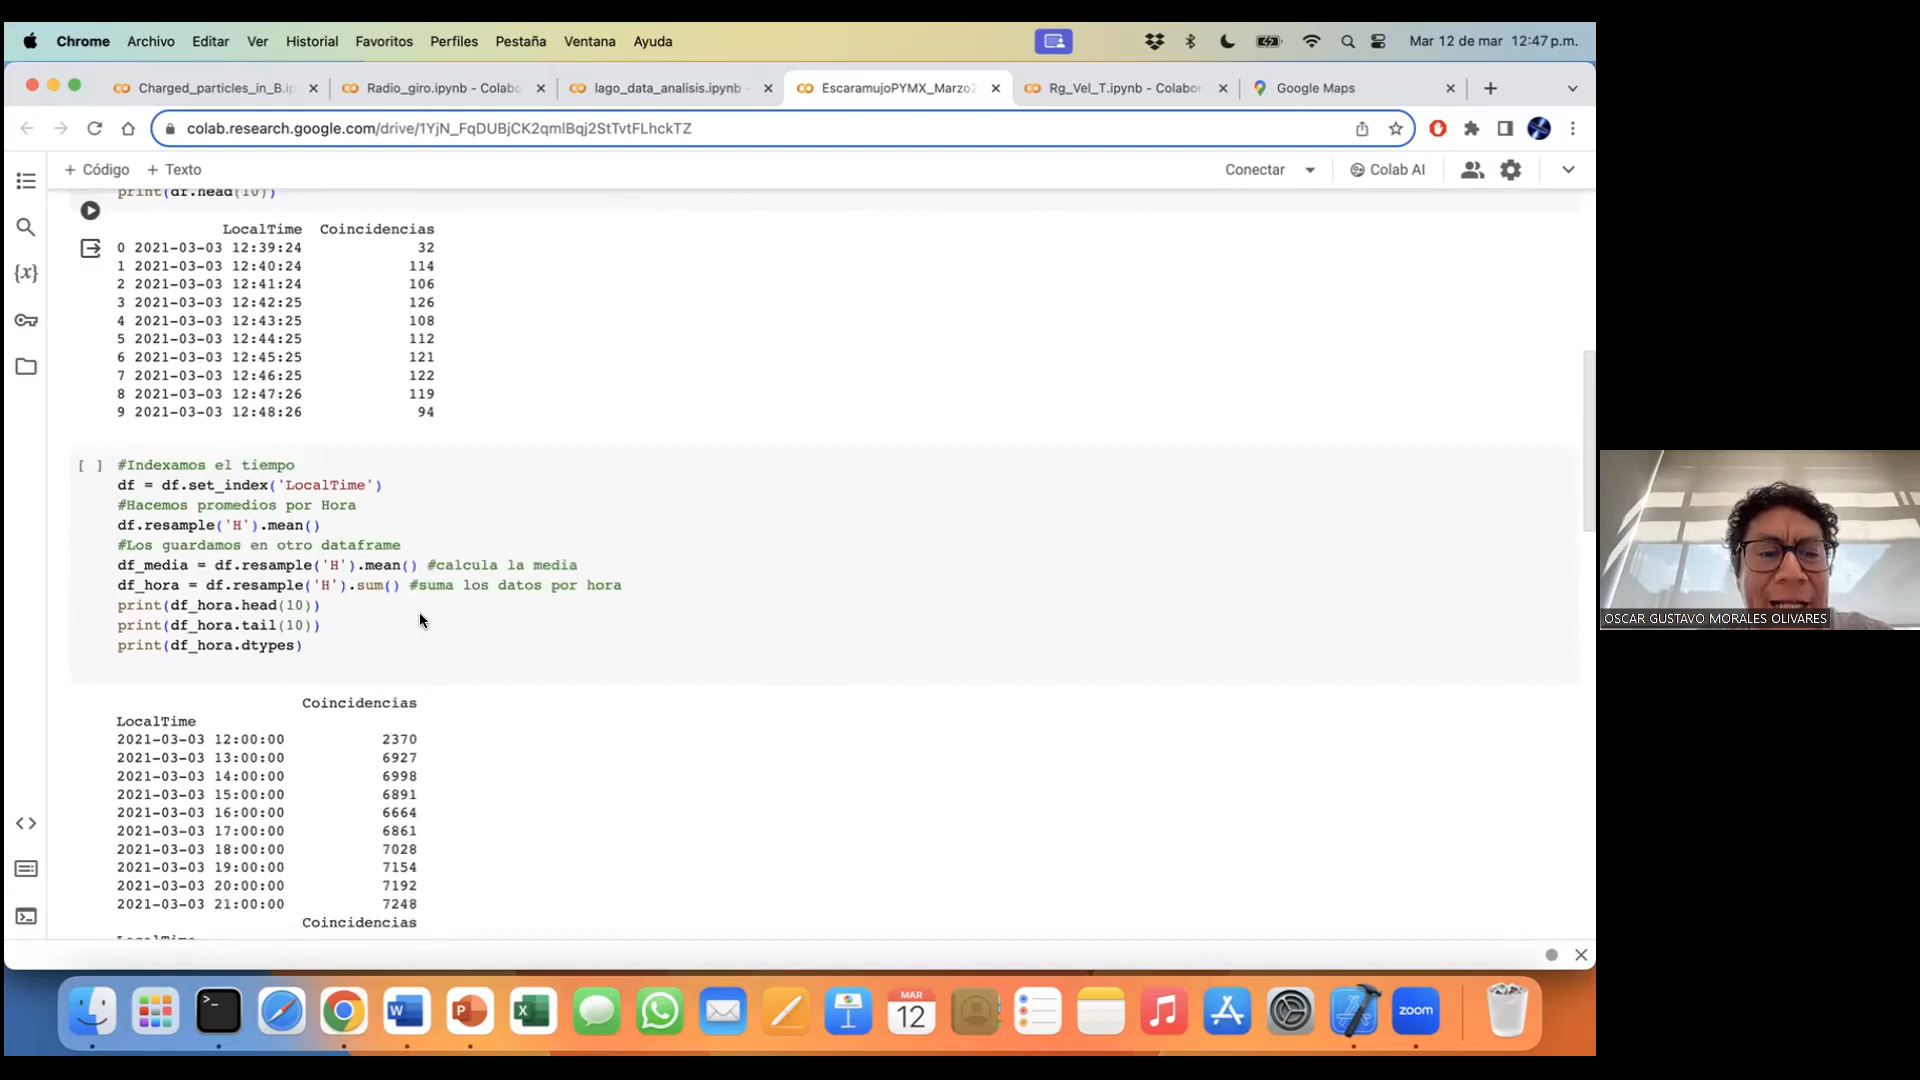 Chrome Archivo Editar Ver Historial Favoritos Perfiles Pestaña Ventana Ayuda Mar 12 de mar 12:47 p.m.
Charged_particles_in_B.ip Radio_giro.ipynb - Colabo lago_data_analisis.ipynb - EscaramujoPYMX_Marzo2 Rg_Vel_T.ipynb - Colabor Google Maps
colab.research.google.com/drive/1YjN_FqDUBjCK2qmlBqj2StTvtFLhckTZ
+ Código + Texto Conectar Colab AI
print(df.head(10))
LocalTime Coincidencias
0 2021-03-03 12:39:24 32
1 2021-03-03 12:40:24 114
2 2021-03-03 12:41:24 106
3 2021-03-03 12:42:25 126
4 2021-03-03 12:43:25 108
5 2021-03-03 12:44:25 112
6 2021-03-03 12:45:25 121
7 2021-03-03 12:46:25 122
8 2021-03-03 12:47:26 119
9 2021-03-03 12:48:26 94
[ ] #Indexamos el tiempo
df = df.set_index('LocalTime')
#Hacemos promedios por Hora
df.resample('H').mean()
#Los guardamos en otro dataframe
df_media = df.resample('H').mean() #calcula la media
df_hora = df.resample('H').sum() #suma los datos por hora
print(df_hora.head(10))
print(df_hora.tail(10))
print(df_hora.dtypes)
Coincidencias
LocalTime
2021-03-03 12:00:00 2370
2021-03-03 13:00:00 6927
2021-03-03 14:00:00 6998
2021-03-03 15:00:00 6891
2021-03-03 16:00:00 6664
2021-03-03 17:00:00 6861
2021-03-03 18:00:00 7028
2021-03-03 19:00:00 7154
2021-03-03 20:00:00 7192
2021-03-03 21:00:00 7248
Coincidencias
LocalTime
MAR
12
zoom
OSCAR GUSTAVO MORALES OLIVARES